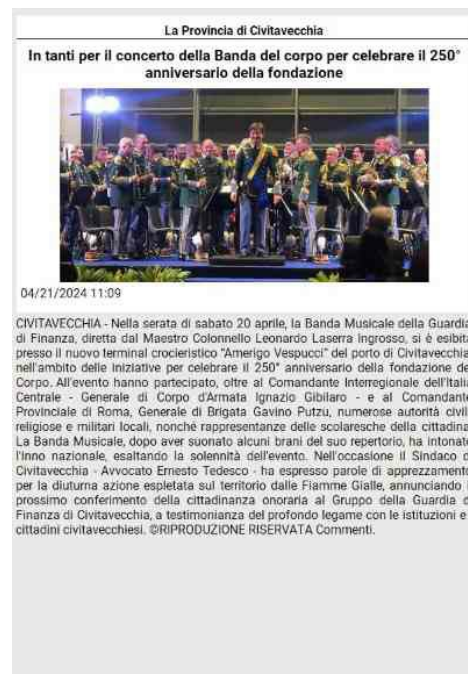 La Provincia di Civitavecchia
In tanti per il concerto della Banda del corpo per celebrare il 250°
anniversario della fondazione
04/21/2024 11:09
CIVITAVECCHIA - Nella serata di sabato 20 aprile, la Banda Musicale della Guardia
di Finanza, diretta dal Maestro Colonnello Leonardo Laserra Ingrosso, si è esibita
presso il nuovo terminal crocieristico "Amerigo Vespucci" del porto di Civitavecchia
nell'ambito delle iniziative per celebrare il 250° anniversario della fondazione de
Corpo. All'evento hanno partecipato, oltre al Comandante Interregionale dell'Italia
Centrale - Generale di Corpo d'Armata Ignazio Gibilaro - e al Comandante
Provinciale di Roma, Generale di Brigata Gavino Putzu, numerose autorità civili
religiose e militari locali, nonché rappresentanze delle scolaresche della cittadina
La Banda Musicale, dopo aver suonato alcuni brani del suo repertorio, ha intonato
l'inno nazionale, esaltando la solennità dell'evento. Nell'occasione il Sindaco d
Civitavecchia - Avvocato Ernesto Tedesco - ha espresso parole di apprezzamento
per la diuturna azione espletata sul territorio dalle Fiamme Gialle, annunciando i
prossimo conferimento della cittadinanza onoraria al Gruppo della Guardia d
Finanza di Civitavecchia, a testimonianza del profondo legame con le istituzioni e
cittadini civitavecchiesi. ©RIPRODUZIONE RISERVATA Commenti.